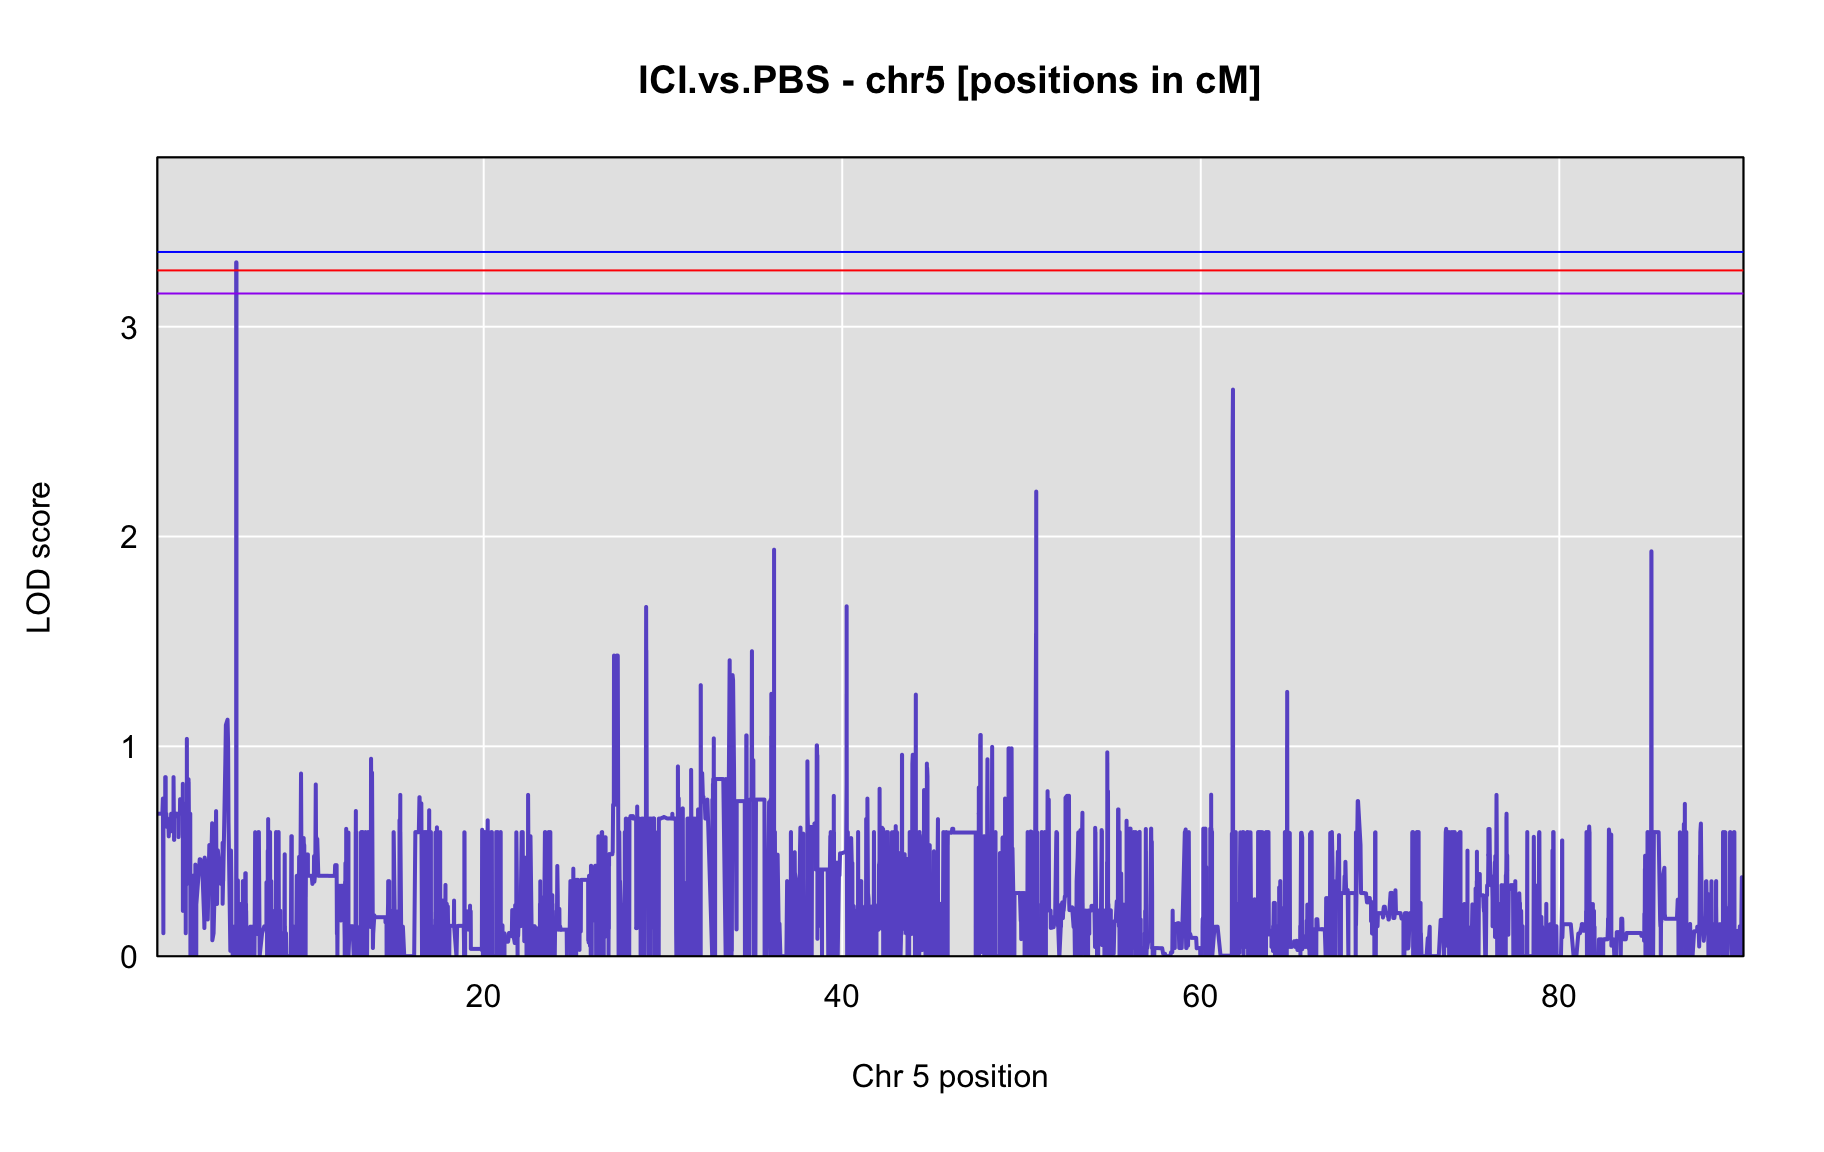 ICI.vs.PBS - chr5 [positions in cM]
LOD score
3
2
1
0
20 40 60 80
Chr 5 position